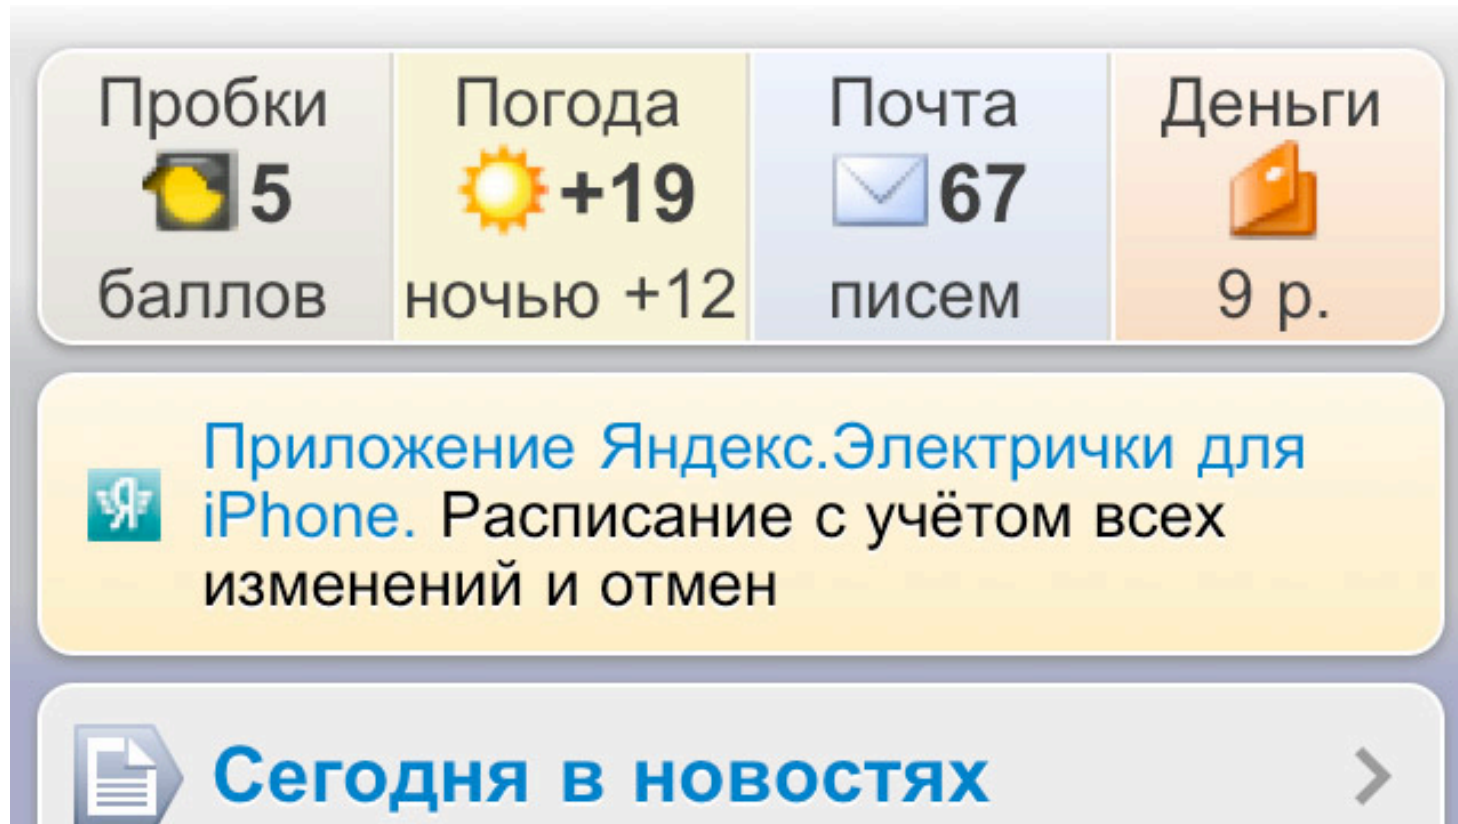 Пробки
5
баллов
Погода
+19
ночью +12
Почта
67
писем
Деньги
9 р.
Приложение Яндекс.Электрички для
iPhone. Расписание с учётом всех
изменений и отмен
Сегодня в новостях